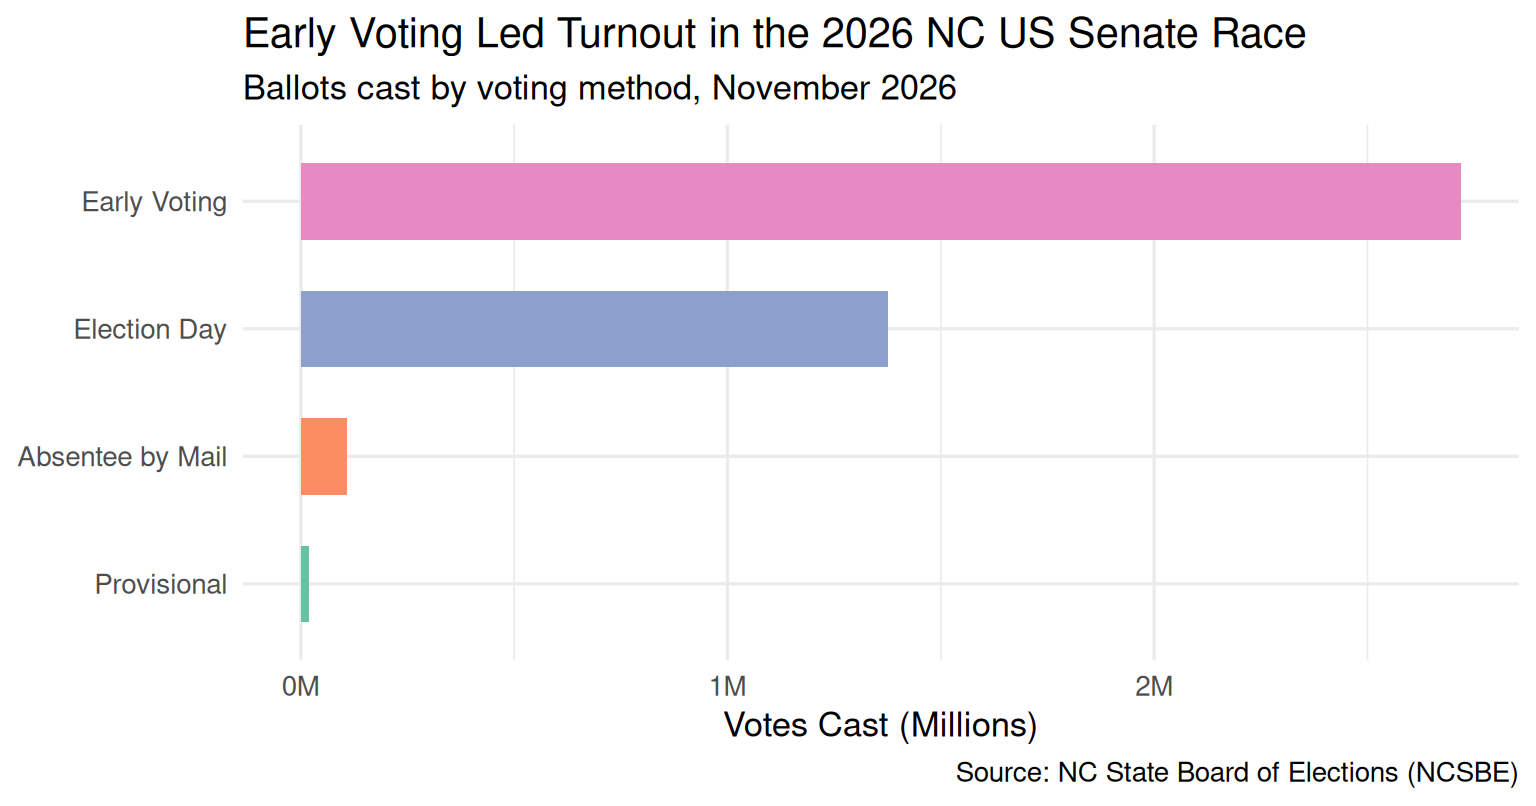 Early Voting Led Turnout in the 2026 NC US Senate Race
Ballots cast by voting method, November 2026
Early Voting
Election Day
Absentee by Mail
Provisional
0M
1M
2M
Votes Cast (Millions)
Source: NC State Board of Elections (NCSBE)